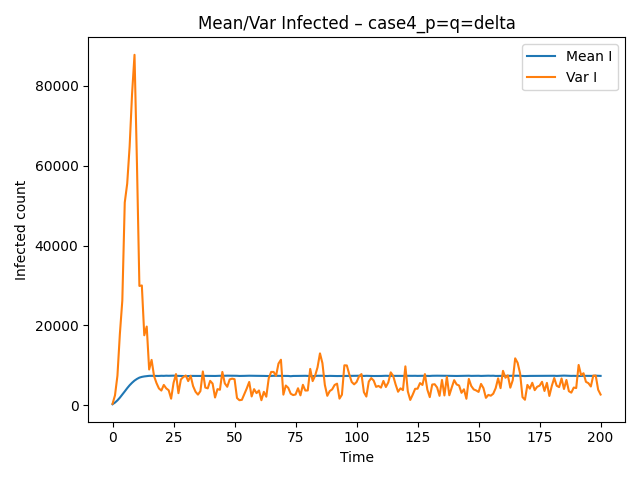 Mean/Var Infected – case4_p=q=delta
Mean I
Var I
Infected count
80000
60000
40000
20000
0
0 25 50 75 100 125 150 175 200
Time